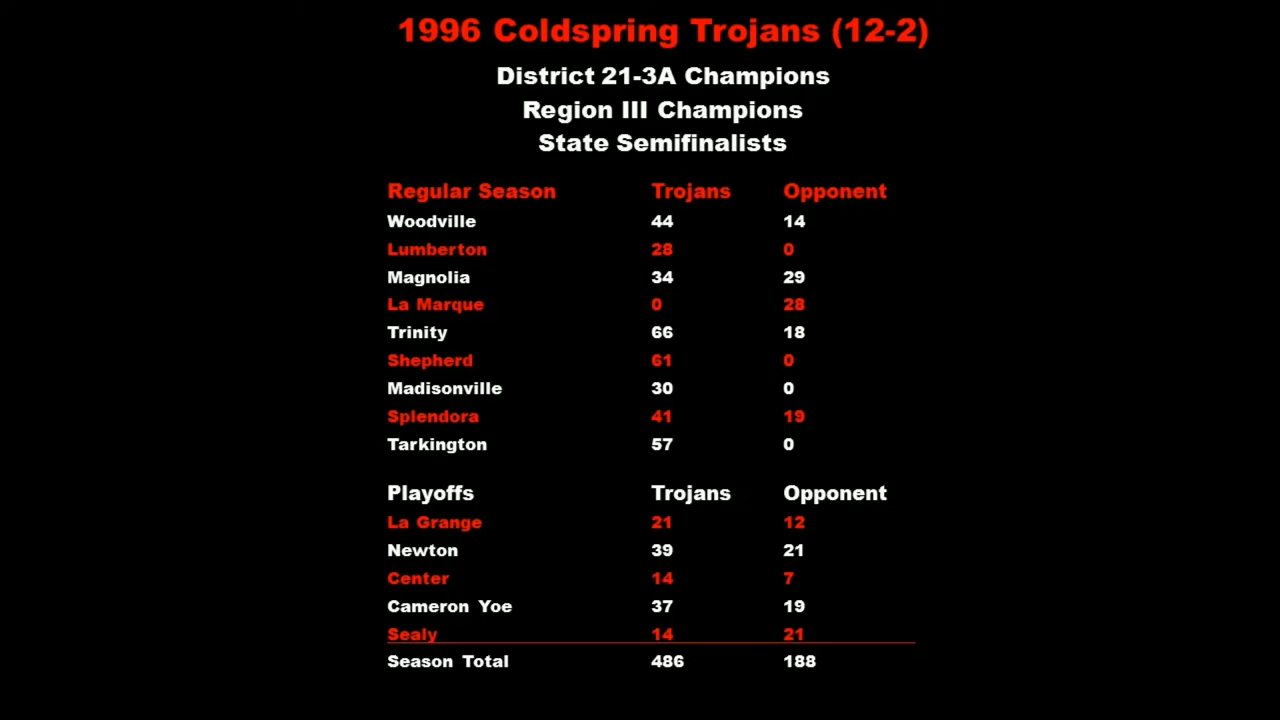 1996 Coldspring Trojans (12-2)
District 21-3A Champions
Region III Champions
State Semifinalists
Regular Season Trojans Opponent
Woodville 44 14
Lumberton 28 0
Magnolia 34 29
La Marque 0 28
Trinity 66 18
Shepherd 61 0
Madisonville 30 0
Splendora 41 19
Tarkington 57 0
Playoffs Trojans Opponent
La Grange 21 12
Newton 39 21
Center 14 7
Cameron Yoe 37 19
Sealy 14 21
Season Total 486 188